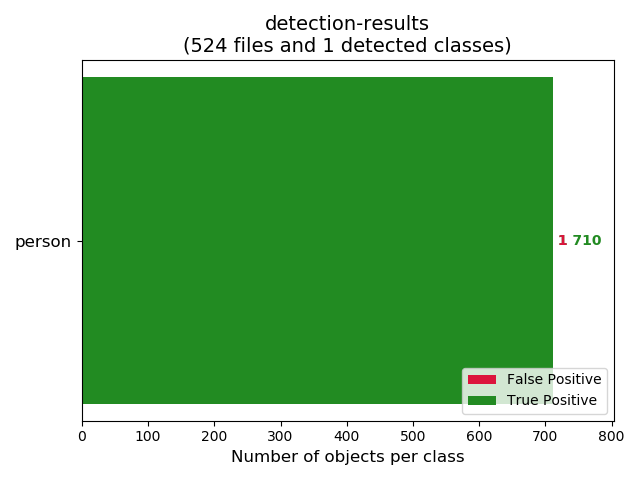 detection-results
(524 files and 1 detected classes)
person
1 710
False Positive
True Positive
0 100 200 300 400 500 600 700 800
Number of objects per class